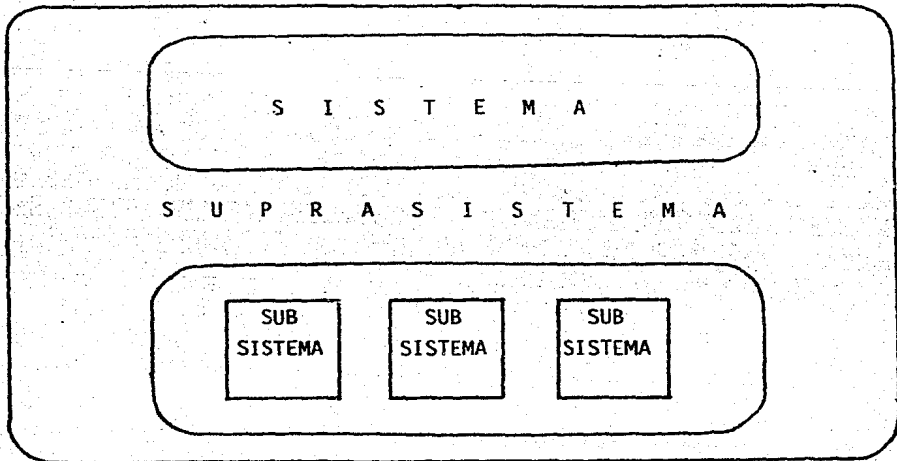 S I S T E M A
S U P R A S I S T E M A
SUB SUB SUB
SISTEMA SISTEMA SISTEMA